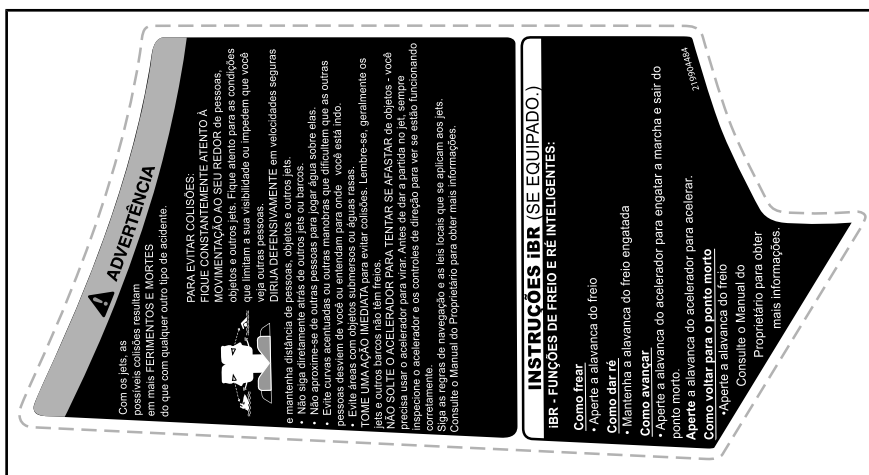 ADVERTÊNCIA
Com os jets, as
possíveis colisões resultam
em mais FERIMENTOS E MORTES
do que com qualquer outro tipo de acidente.
PARA EVITAR COLISÕES:
FIQUE CONSTANTEMENTE ATENTO À
MOVIMENTAÇÃO AO SEU REDOR de pessoas,
objetos e outros jets. Fique atento para as condições
que limitam a sua visibilidade ou impedem que você
veja outras pessoas.
DIRIJA DEFENSIVAMENTE em velocidades seguras
e mantenha distância de pessoas, objetos e outros jets.
• Não siga diretamente atrás de outros jets ou barcos.
• Não aproxime-se de outras pessoas para jogar água sobre elas.
• Evite curvas acentuadas ou outras manobras que dificultem que as outras
pessoas desviem de você ou entendam para onde você está indo.
• Evite áreas com objetos submersos ou águas rasas.
TOME UMA AÇÃO IMEDIATA para evitar colisões. Lembre-se, geralmente os
jets e outros barcos não têm freios.
NÃO SOLTE O ACELERADOR PARA TENTAR SE AFASTAR DE objetos - você
precisa usar o acelerador para virar. Antes de dar a partida no jet, sempre
inspecione o acelerador e os controles de direção para ver se estão funcionando
corretamente.
Siga as regras de navegação e as leis locais que se aplicam aos jets.
Consulte o Manual do Proprietário para obter mais informações.
INSTRUÇÕES iBR (SE EQUIPADO.)
iBR - FUNÇÕES DE FREIO E RÉ INTELIGENTES:
Como frear
• Aperte a alavanca do freio
Como dar ré
• Mantenha a alavanca do freio engatada
Como avançar
• Aperte a alavanca do acelerador para engatar a marcha e sair do
ponto morto.
Aperte a alavanca do acelerador para acelerar.
Como voltar para o ponto morto
•Aperte a alavanca do freio
Consulte o Manual do
Proprietário para obter
mais informações.
219904484